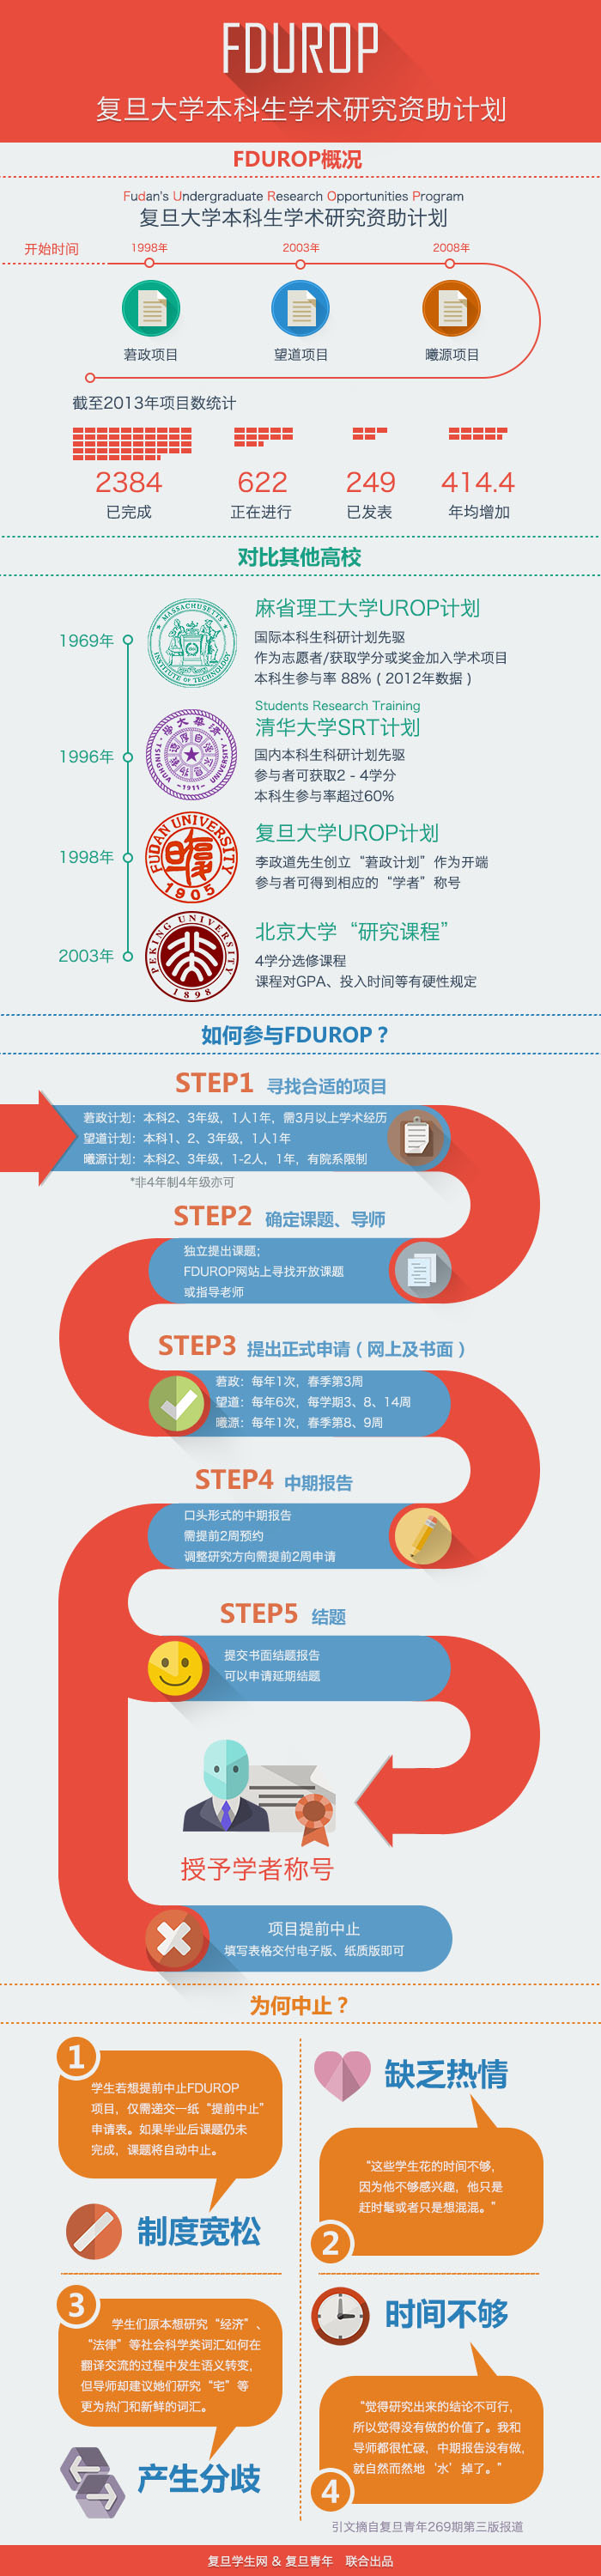 FDUROP
复旦大学本科生学术研究资助计划
FDUROP概况
Fudan's Undergraduate Research Opportunities Program
复旦大学本科生学术研究资助计划
开始时间
1998年
2003年
2008年
莙政项目
望道项目
曦源项目
截至2013年项目数统计
2384
622
249
414.4
已完成
正在进行
已发表
年均增加
对比其他高校
1969年
麻省理工大学UROP计划
国际本科生科研计划先驱
作为志愿者/获取学分或奖金加入学术项目
本科生参与率 88% ( 2012年数据 )
MASSACHUSETTS
INSTITUTE OF TECHNOLOGY
Students Research Training
1996年
清华大学SRT计划
国内本科生科研计划先驱
参与者可获取2 - 4学分
本科生参与率超过60%
TSINGHUA
UNIVERSITY
-1911-
1998年
复旦大学UROP计划
李政道先生创立“莙政计划”作为开端
参与者可得到相应的“学者”称号
FUDAN UNIVERSITY
1905
2003年
北京大学“研究课程”
4学分选修课程
课程对GPA、投入时间等有硬性规定
PEKING UNIVERSITY
1898
如何参与FDUROP？
STEP1 寻找合适的项目
莙政计划：本科2、3年级，1人1年，需3月以上学术经历
望道计划：本科1、2、3年级，1人1年
曦源计划：本科2、3年级，1-2人，1年，有院系限制
*非4年制4年级亦可
STEP2 确定课题、导师
独立提出课题；
FDUROP网站上寻找开放课题
或指导老师
STEP3 提出正式申请（网上及书面）
莙政：每年1次，春季第3周
望道：每年6次，每学期3、8、14周
曦源：每年1次，春季第8、9周
STEP4 中期报告
口头形式的中期报告
需提前2周预约
调整研究方向需提前2周申请
STEP5 结题
提交书面结题报告
可以申请延期结题
授予学者称号
项目提前中止
填写表格交付电子版、纸质版即可
为何中止？
1
学生若想提前中止FDUROP
项目，仅需递交一纸“提前中止”
申请表。如果毕业后课题仍未
完成，课题将自动中止。
制度宽松
缺乏热情
“这些学生花的时间不够，
因为他不够感兴趣，他只是
赶时髦或者只是想混混。”
2
3
学生们原本想研究“经济”、
“法律”等社会科学类词汇如何在
翻译交流的过程中发生语义转变，
但导师却建议她们研究“宅”等
更为热门和新鲜的词汇。
产生分歧
时间不够
“觉得研究出来的结论不可行，
所以觉得没有做的价值了。我和
导师都很忙碌，中期报告没有做，
就自然而然地‘水’掉了。”
4
引文摘自复旦青年269期第三版报道
复旦学生网 & 复旦青年 联合出品